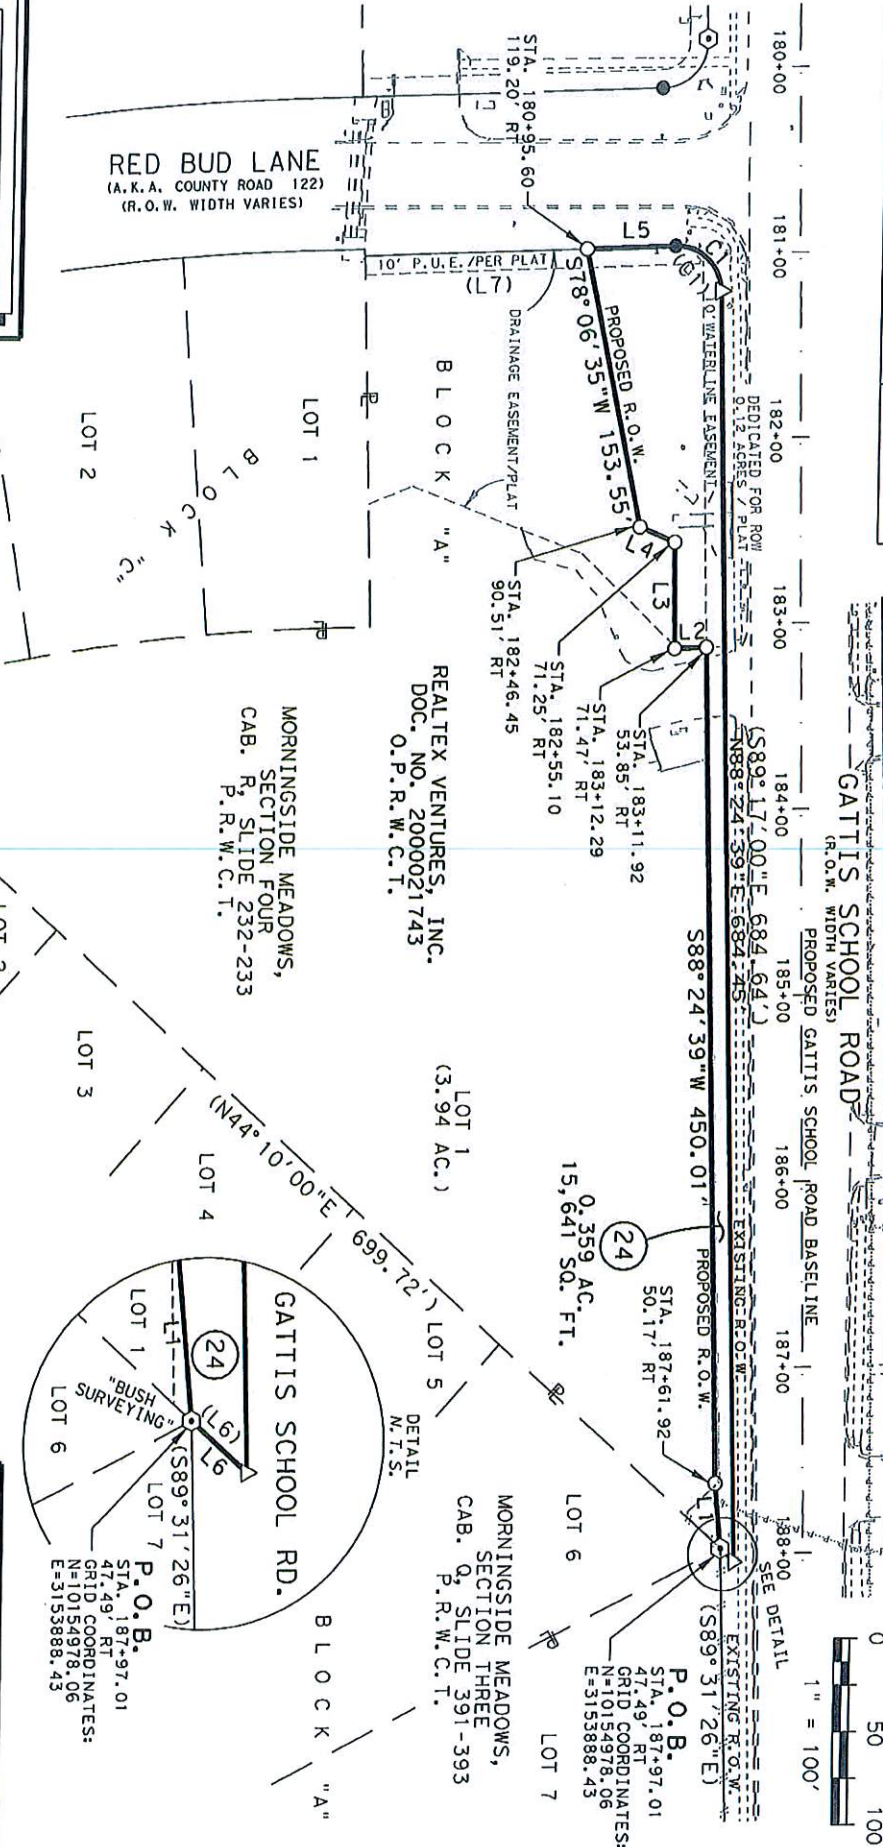 180+00
181+00
182+00
183+00
184+00
185+00
186+00
187+00
188+00
GATTIS SCHOOL ROAD
(R.O.W. WIDTH VARIES)
PROPOSED GATTIS SCHOOL ROAD BASELINE
0 50 100
1" = 100'
RED BUD LANE
(A.K.A. COUNTY ROAD 122)
(R.O.W. WIDTH VARIES)
STA. 180+95.60
119.20' RT
L5
C1
(C1)
10' P.U.E./PER PLAT
(L7)
DRAINAGE EASEMENT/PLAT
S78°06'35"W 153.55'
PROPOSED R.O.W.
WATERLINE EASEMENT
DEDICATED FOR ROW
0.12 ACRES / PLAT
L4
L3
L2
STA. 182+46.45
90.51' RT
STA. 182+55.10
71.25' RT
STA. 183+12.29
71.47' RT
STA. 183+11.92
53.85' RT
(S89°17'00"E 684.64')
N88°24'39"E 684.45'
S88°24'39"W 450.01'
EXISTING R.O.W.
PROPOSED R.O.W.
24
0.359 AC.
15,641 SQ. FT.
STA. 187+61.92
50.17' RT
L1
SEE DETAIL
EXISTING R.O.W.
(S89°31'26"E)
P.O.B.
STA. 187+97.01
47.49' RT
GRID COORDINATES:
N=10154978.06
E=3153888.43
BLOCK "A"
LOT 1
LOT 2
BLOCK "C"
REALTEX VENTURES, INC.
DOC. NO. 2000021743
O.P.R.W.C.T.
MORNINGSIDE MEADOWS,
SECTION FOUR
CAB. R, SLIDE 232-233
P.R.W.C.T.
LOT 1
(3.94 AC.)
(N44°10'00"E 699.72')
LOT 3
LOT 4
LOT 5
LOT 6
LOT 7
MORNINGSIDE MEADOWS,
SECTION THREE
CAB. Q, SLIDE 391-393
P.R.W.C.T.
BLOCK "A"
DETAIL
N.T.S.
GATTIS SCHOOL RD.
24
L1
LOT 1
"BUSH
SURVEYING"
(L6)
L6
LOT 6
LOT 7
(S89°31'26"E)
P.O.B.
STA. 187+97.01
47.49' RT
GRID COORDINATES:
N=10154978.06
E=3153888.43